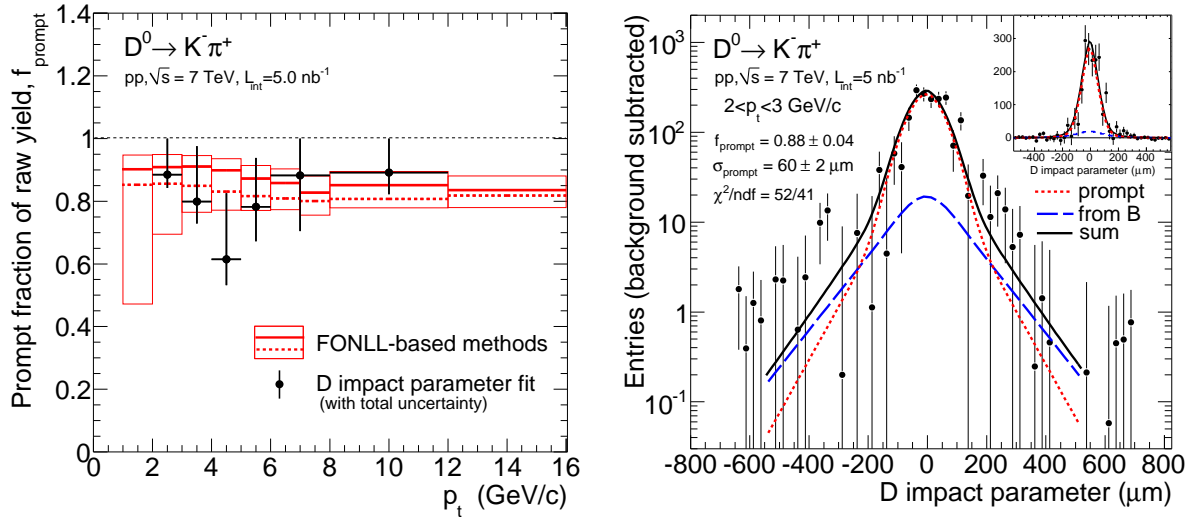 Prompt fraction of raw yield, f_prompt
1.4
1.2
1
0.8
0.6
0.4
0.2
0
D⁰→ K⁻π⁺
pp, √s = 7 TeV, L_int=5.0 nb⁻¹
FONLL-based methods
D impact parameter fit
(with total uncertainty)
0 2 4 6 8 10 12 14 16
p_t (GeV/c)
Entries (background subtracted)
10³
10²
10
1
10⁻¹
D⁰→ K⁻π⁺
pp, √s = 7 TeV, L_int=5 nb⁻¹
2<p_t<3 GeV/c
f_prompt = 0.88 ± 0.04
σ_prompt = 60 ± 2 μm
χ²/ndf = 52/41
300
200
100
0
-400 -200 0 200 400
D impact parameter (μm)
prompt
from B
sum
-800 -600 -400 -200 0 200 400 600 800
D impact parameter (μm)